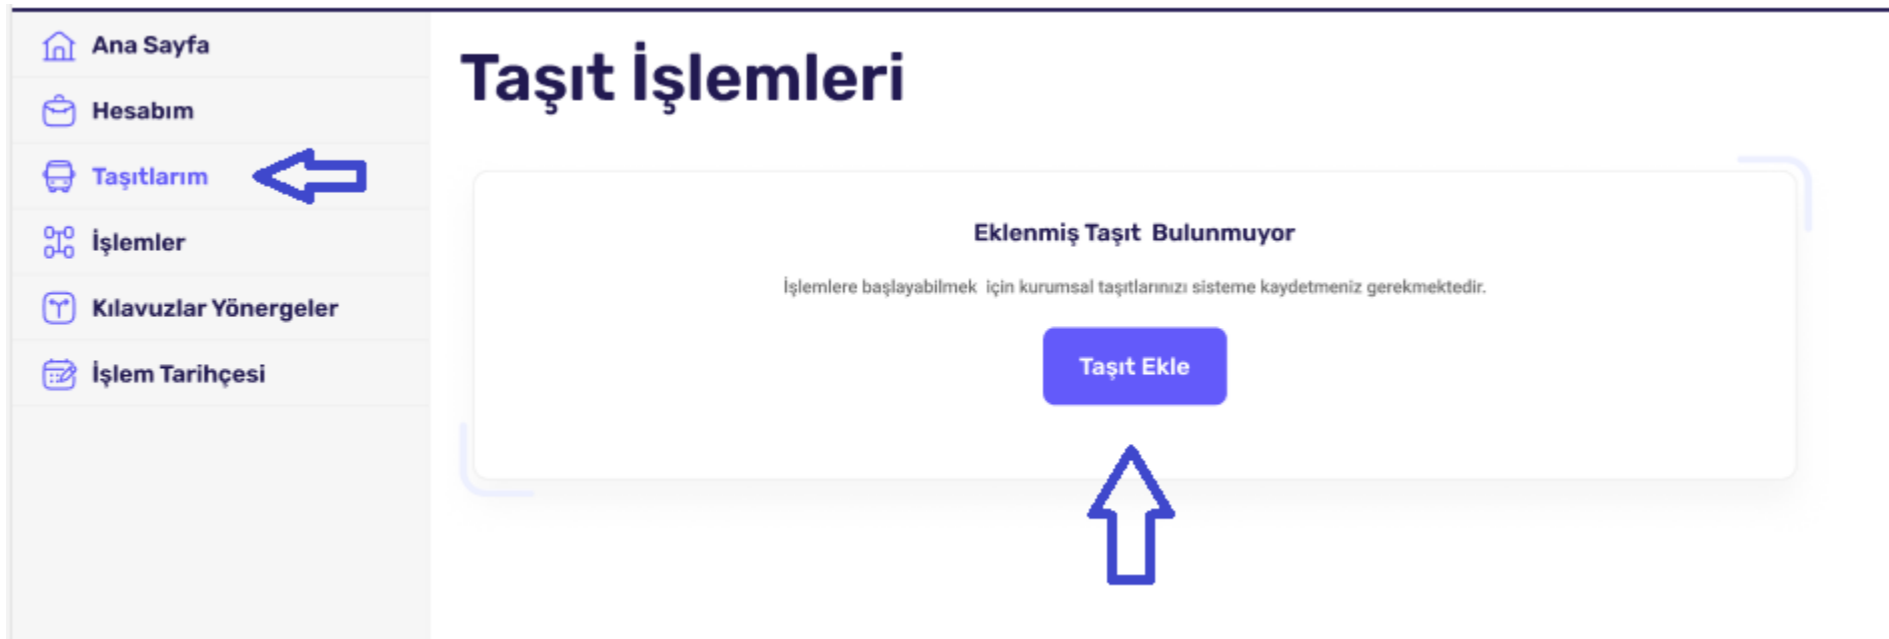 Ana Sayfa
Hesabım
Taşıtlarım
İşlemler
Kılavuzlar Yönergeler
İşlem Tarihçesi
Taşıt İşlemleri
Eklenmiş Taşıt  Bulunmuyor
İşlemlere başlayabilmek  için kurumsal taşıtlarınızı sisteme kaydetmeniz gerekmektedir.
Taşıt Ekle